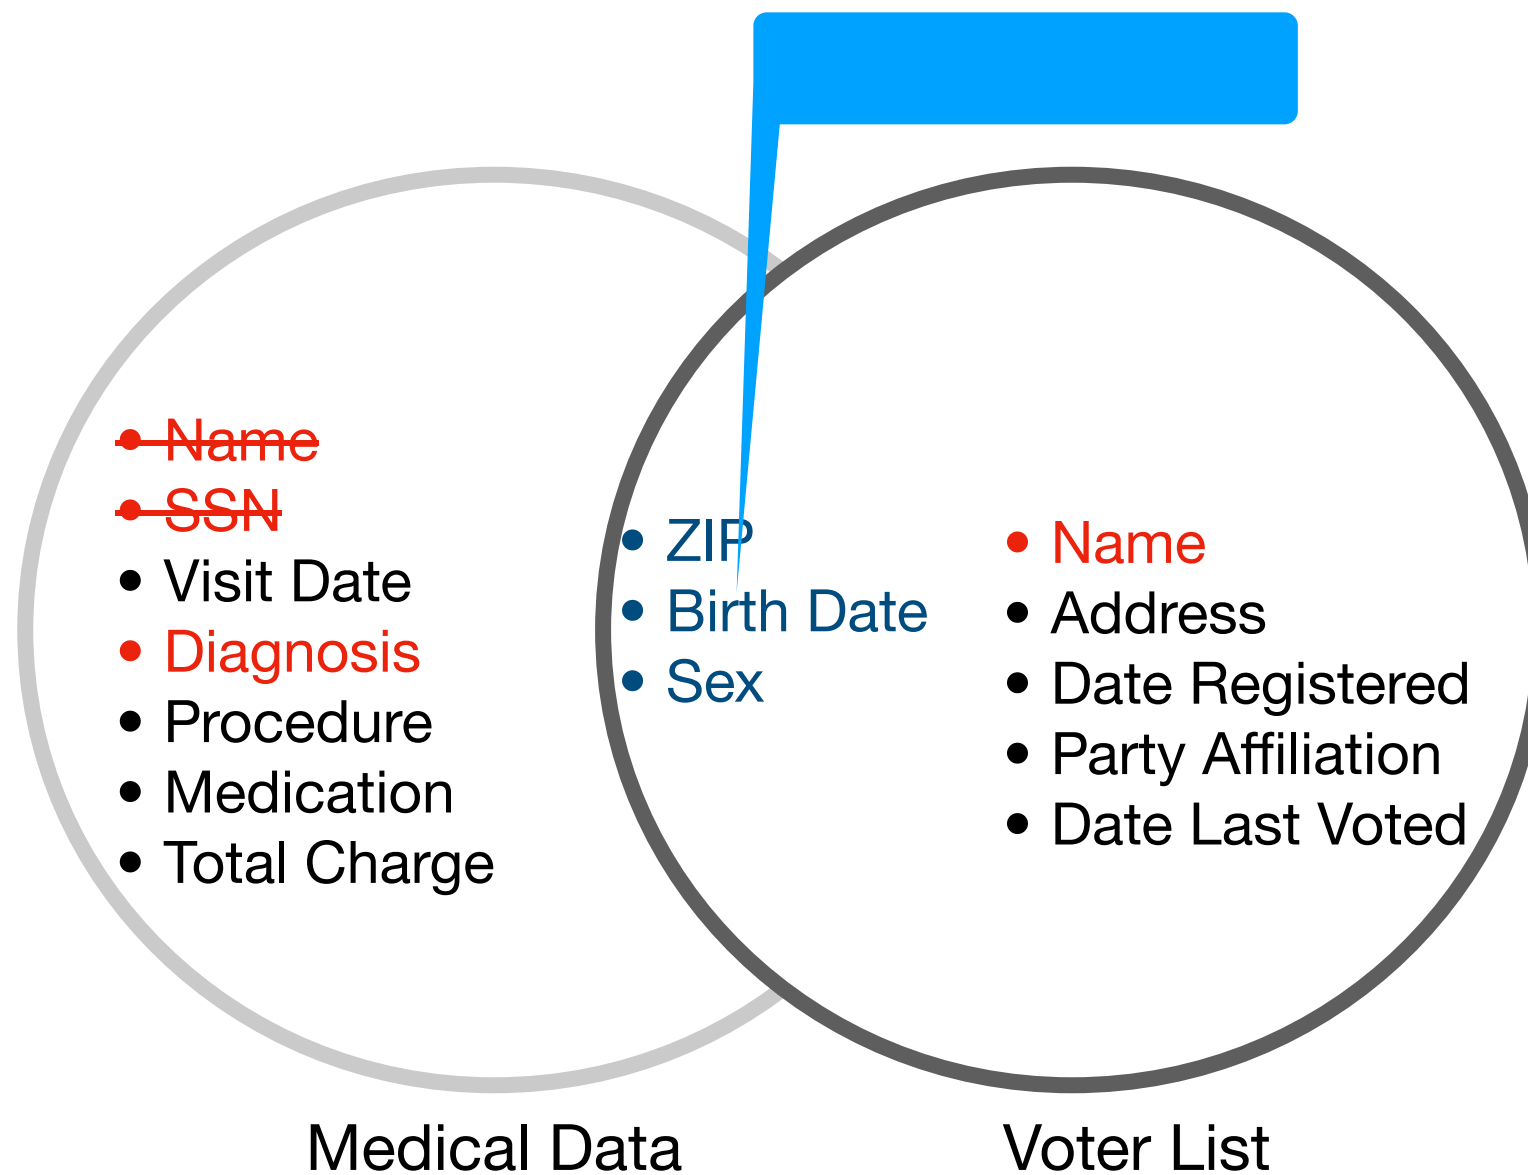 • Name
• SSN
• Visit Date
• Diagnosis
• Procedure
• Medication
• Total Charge
• ZIP
• Birth Date
• Sex
• Name
• Address
• Date Registered
• Party Affiliation
• Date Last Voted
Medical Data
Voter List